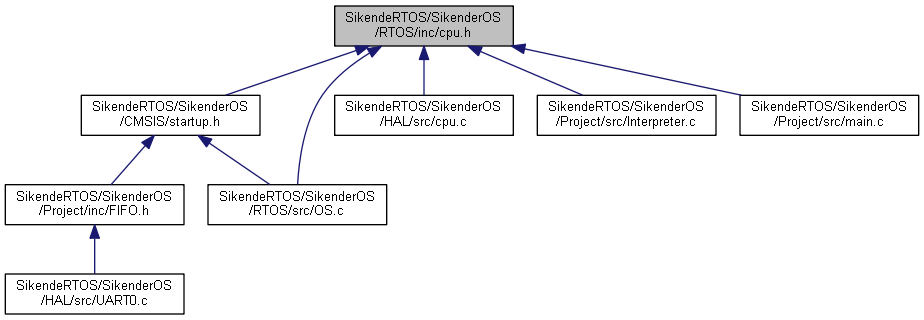 SikendeRTOS/SikenderOS
/RTOS/inc/cpu.h
SikendeRTOS/SikenderOS
/CMSIS/startup.h
SikendeRTOS/SikenderOS
/HAL/src/cpu.c
SikendeRTOS/SikenderOS
/Project/src/Interpreter.c
SikendeRTOS/SikenderOS
/Project/src/main.c
SikendeRTOS/SikenderOS
/Project/inc/FIFO.h
SikendeRTOS/SikenderOS
/RTOS/src/OS.c
SikendeRTOS/SikenderOS
/HAL/src/UART0.c